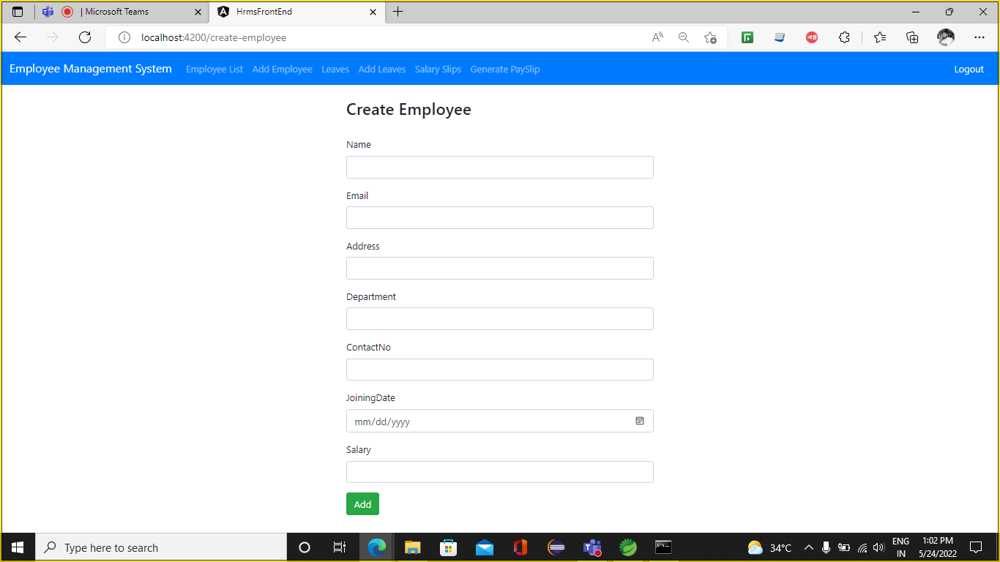 | Microsoft Teams
HrmsFrontEnd
localhost:4200/create-employee
Employee Management System Employee List Add Employee Leaves Add Leaves Salary Slips Generate PaySlip Logout
Create Employee
Name
Email
Address
Department
ContactNo
JoiningDate
mm/dd/yyyy
Salary
Add
Type here to search
34°C
ENG
IN
1:02 PM
5/24/2022